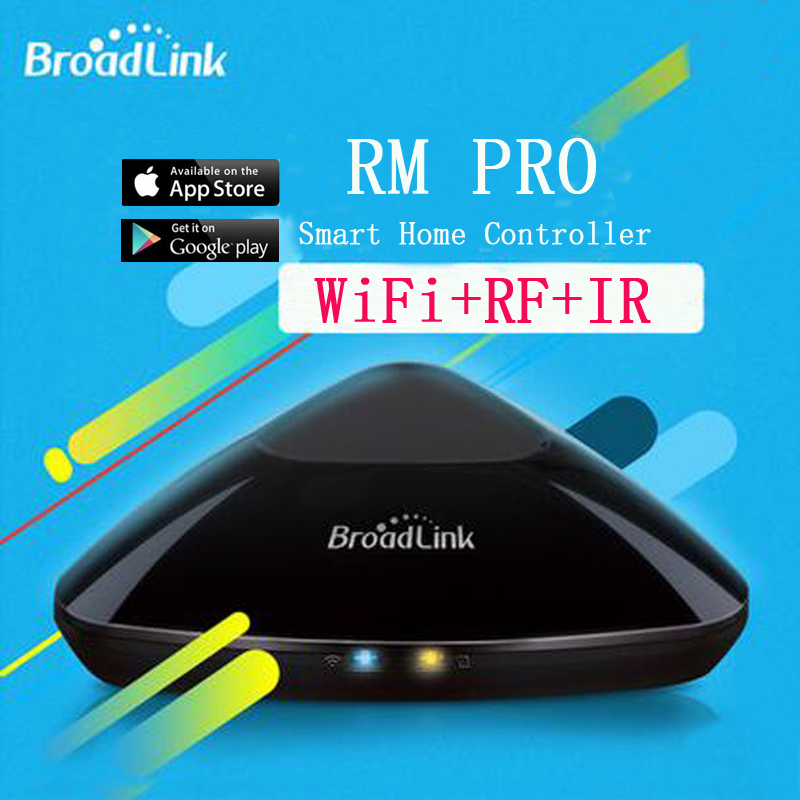 BroadLink
RM PRO
Available on the
App Store
Get it on
Google play
Smart Home Controller
WiFi+RF+IR
BroadLink